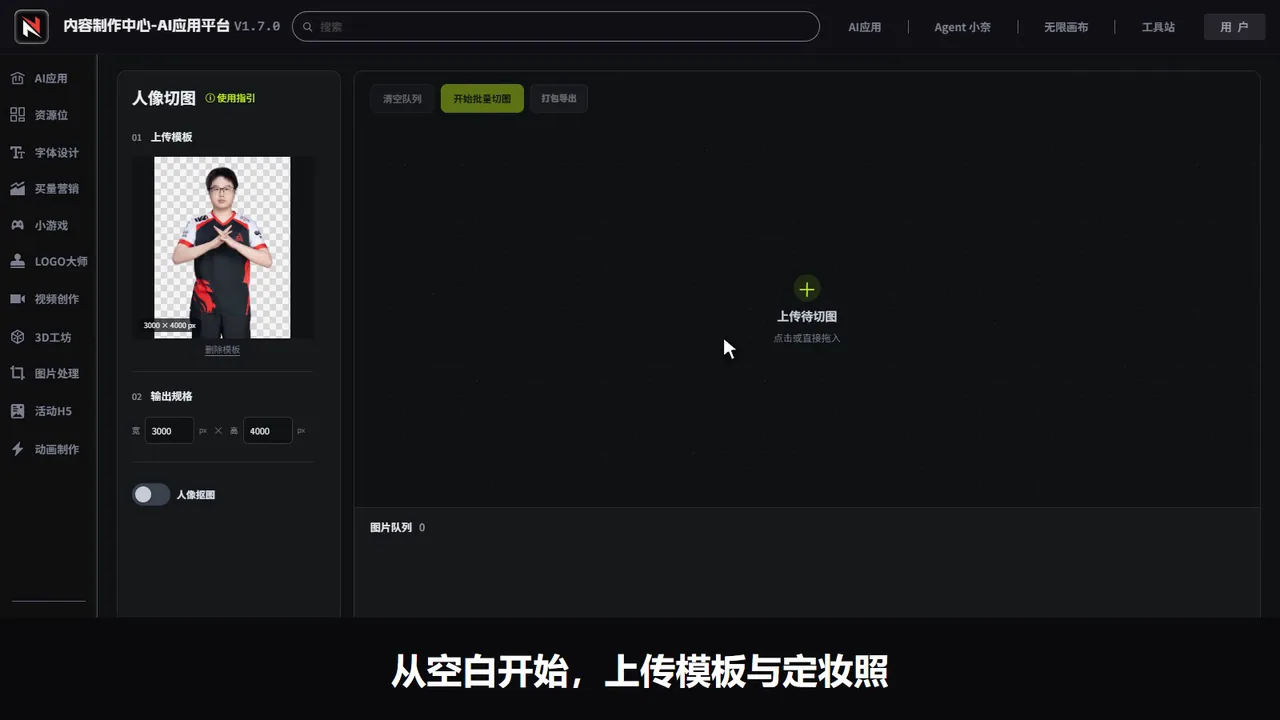 内容制作中心-AI应用平台 V1.7.0
搜索
AI应用
Agent 小奈
无限画布
工具站
用 户
AI应用
资源位
字体设计
买量营销
小游戏
LOGO大师
视频创作
3D工坊
图片处理
活动H5
动画制作
人像切图 使用指引
01 上传模板
3000 × 4000 px
删除模板
02 输出规格
宽 3000 px × 高 4000 px
人像抠图
清空队列 开始批量切图 打包导出
上传待切图
点击或直接拖入
图片队列 0
从空白开始，上传模板与定妆照